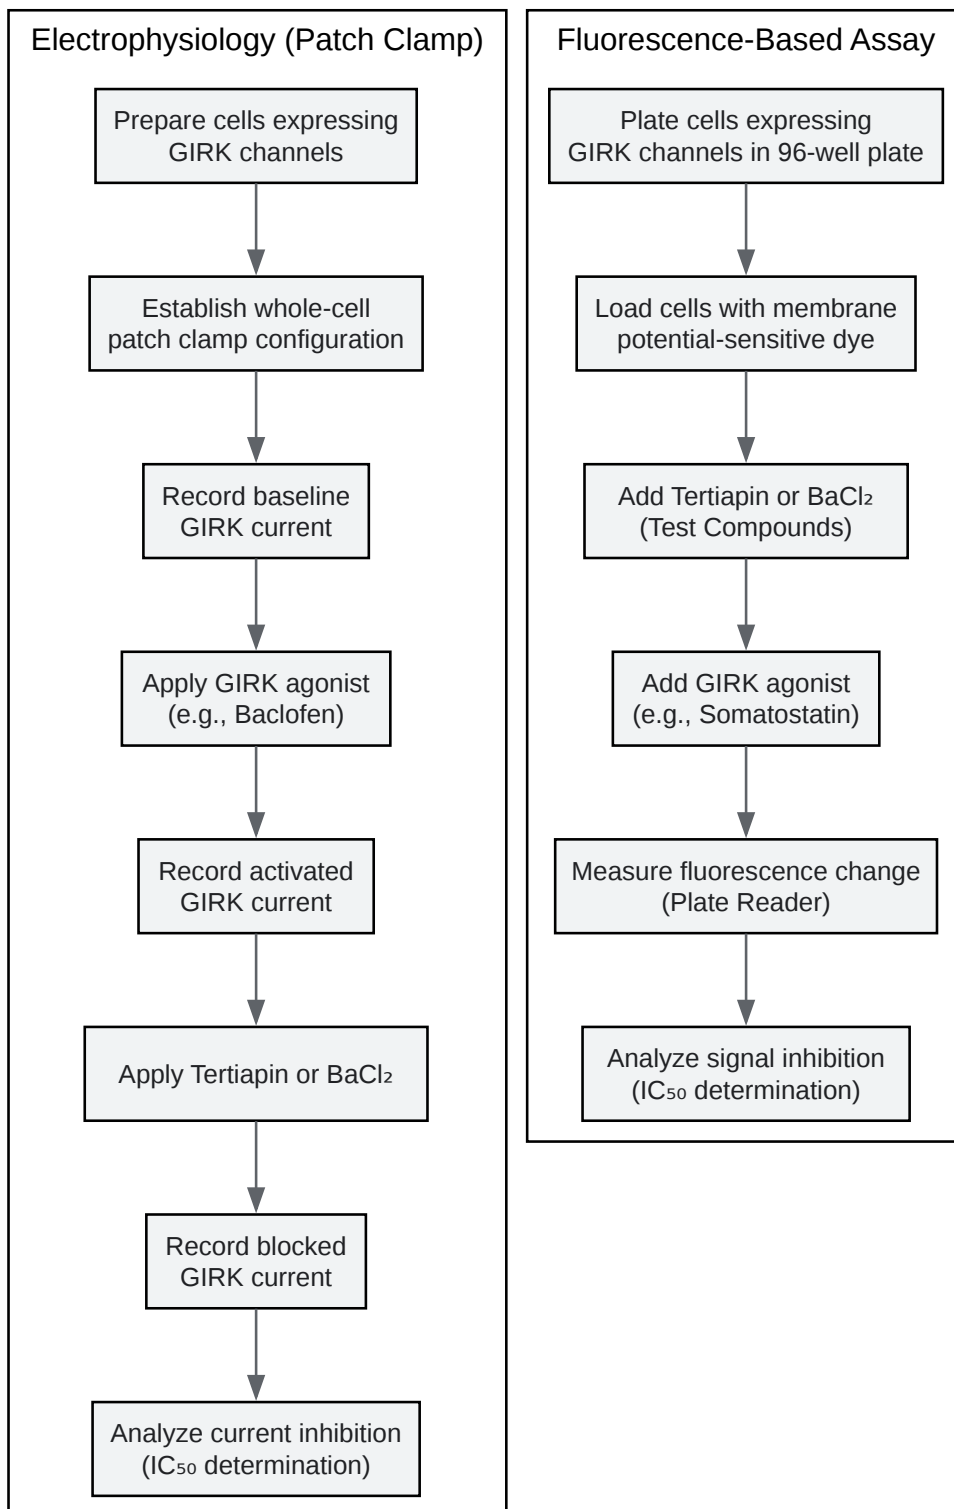 Electrophysiology (Patch Clamp)
Prepare cells expressing
GIRK channels
Establish whole-cell
patch clamp configuration
Record baseline
GIRK current
Apply GIRK agonist
(e.g., Baclofen)
Record activated
GIRK current
Apply Tertiapin or BaCl₂
Record blocked
GIRK current
Analyze current inhibition
(IC₅₀ determination)
Fluorescence-Based Assay
Plate cells expressing
GIRK channels in 96-well plate
Load cells with membrane
potential-sensitive dye
Add Tertiapin or BaCl₂
(Test Compounds)
Add GIRK agonist
(e.g., Somatostatin)
Measure fluorescence change
(Plate Reader)
Analyze signal inhibition
(IC₅₀ determination)